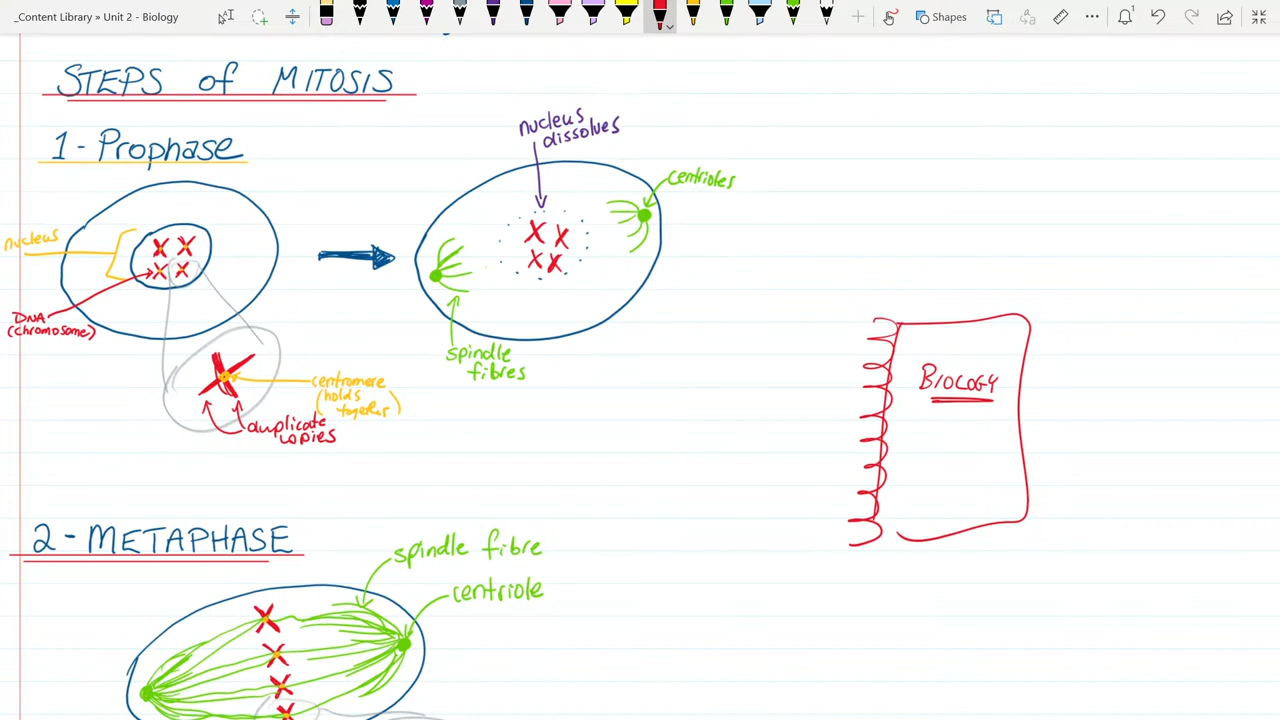 _Content Library » Unit 2 - Biology
Shapes
STEPS of MITOSIS
1 - Prophase
nucleus
DNA
(chromosome)
centromere
(holds
together)
duplicate
copies
nucleus
dissolves
centrioles
spindle
fibres
BIOLOGY
2 - METAPHASE
spindle fibre
centriole